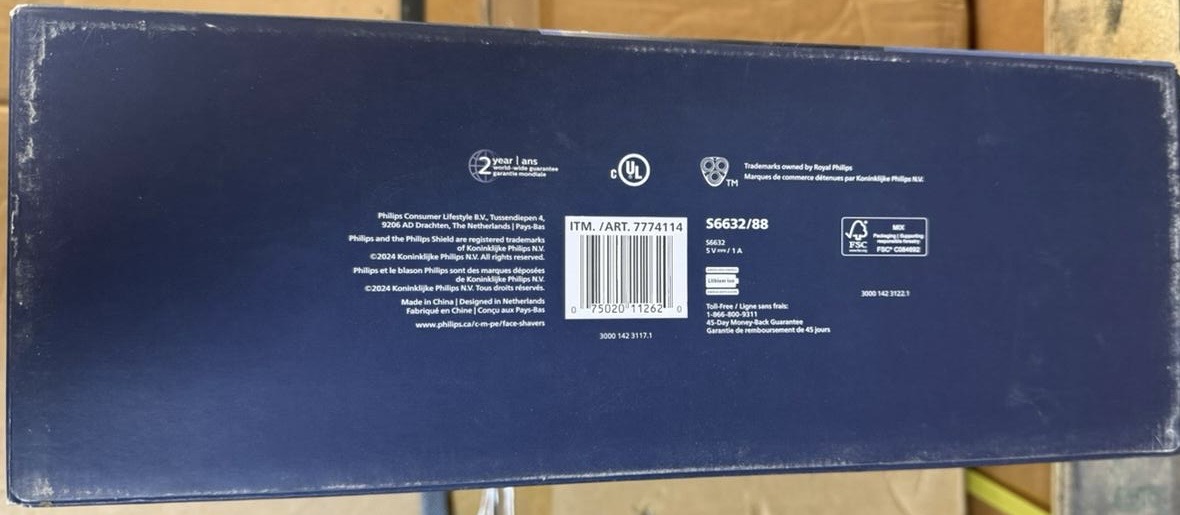 2 year | ans
world-wide guarantee
garantie mondiale
c UL
TM
Trademarks owned by Royal Philips
Marques de commerce détenues par Koninklijke Philips N.V.
Philips Consumer Lifestyle B.V., Tussendiepen 4,
9206 AD Drachten, The Netherlands | Pays-Bas
Philips and the Philips Shield are registered trademarks
of Koninklijke Philips N.V.
©2024 Koninklijke Philips N.V. All rights reserved.
Philips et le blason Philips sont des marques déposées
de Koninklijke Philips N.V.
©2024 Koninklijke Philips N.V. Tous droits réservés.
Made in China | Designed in Netherlands
Fabriqué en Chine | Conçu aux Pays-Bas
www.philips.ca/c-m-pe/face-shavers
ITM. /ART. 7774114
0 75020 11262 0
3000 142 3117.1
S6632/88
S6632
5 V⎓ / 1 A
Lithium Ion
Toll-Free / Ligne sans frais:
1-866-800-9311
45-Day Money-Back Guarantee
Garantie de remboursement de 45 jours
FSC
MIX
Packaging | Supporting
responsible forestry
FSC® C084692
3000 142 3122.1